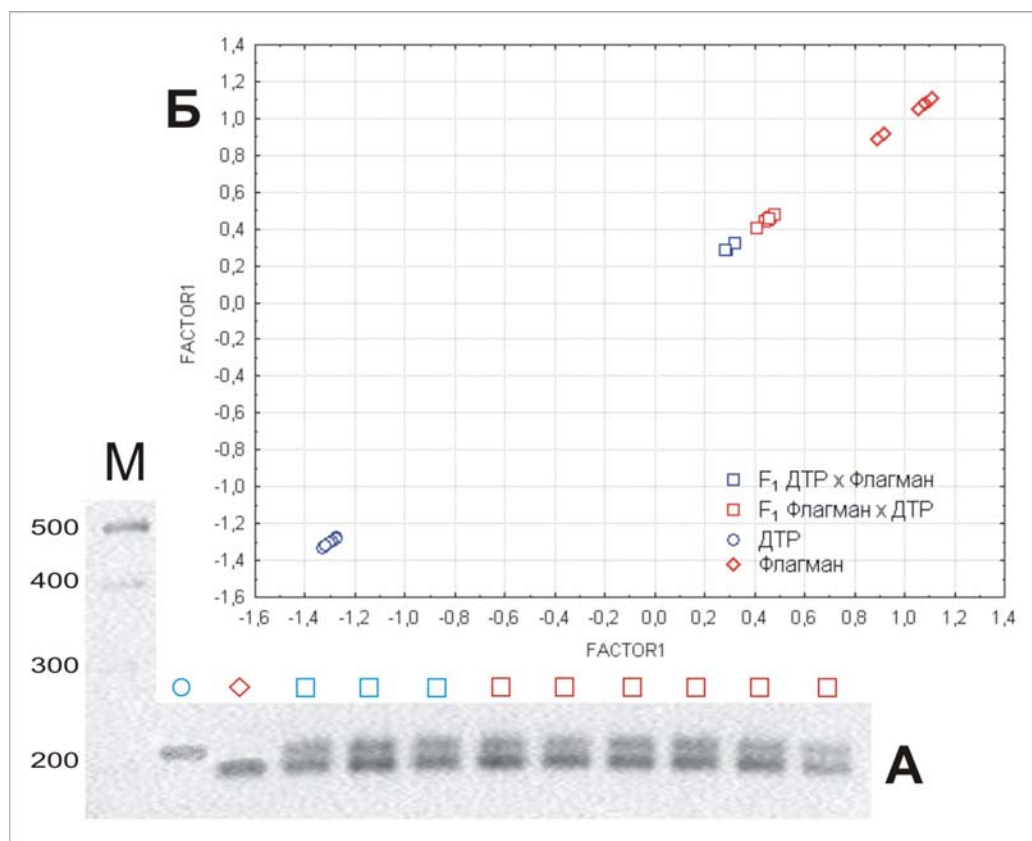 Б
1,4
1,2
1,0
0,8
0,6
0,4
0,2
0,0
-0,2
-0,4
-0,6
-0,8
-1,0
-1,2
-1,4
-1,6
FACTOR1
F₁ ДТР x Флагман
F₁ Флагман x ДТР
ДТР
Флагман
-1,6 -1,4 -1,2 -1,0 -0,8 -0,6 -0,4 -0,2 0,0 0,2 0,4 0,6 0,8 1,0 1,2 1,4
FACTOR1
М
500
400
300
200
А